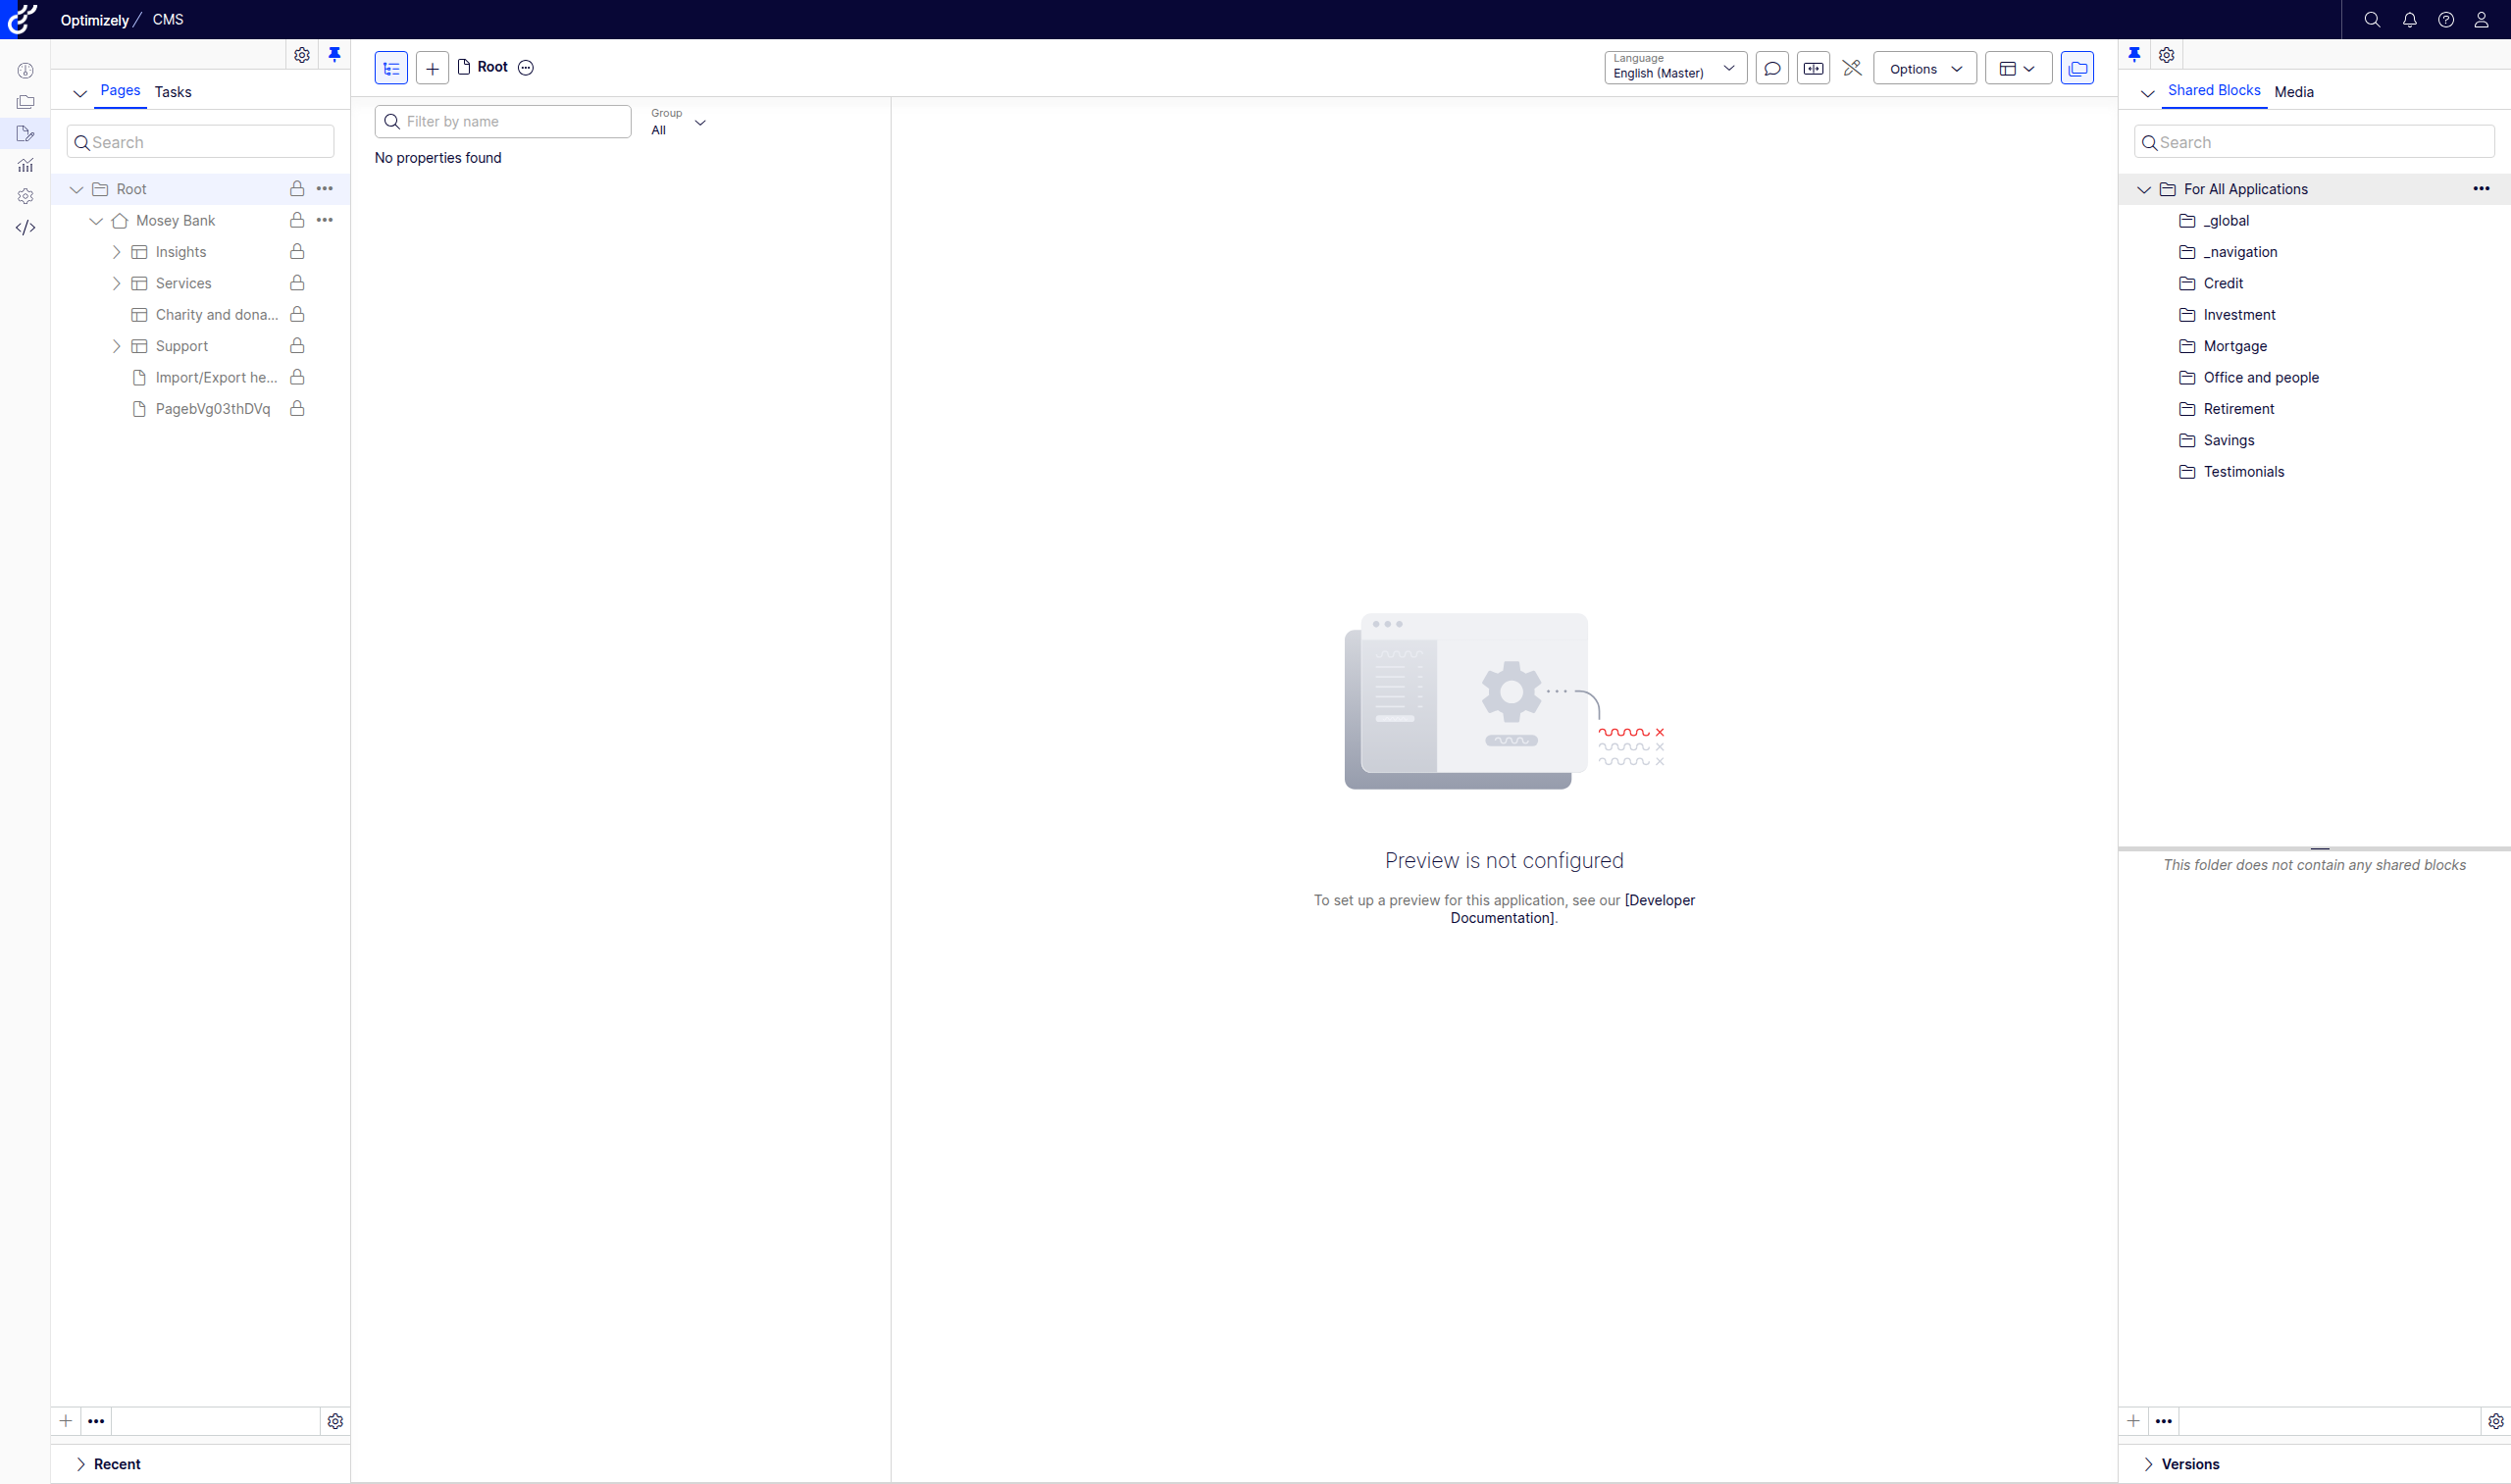 Optimizely / CMS
Pages Tasks
Search
Root
Mosey Bank
Insights
Services
Charity and dona...
Support
Import/Export he...
PagebVg03thDVq
Recent
Root
Language
English (Master)
Options
Filter by name
Group
All
No properties found
Preview is not configured
To set up a preview for this application, see our [Developer
Documentation].
Shared Blocks Media
Search
For All Applications
_global
_navigation
Credit
Investment
Mortgage
Office and people
Retirement
Savings
Testimonials
This folder does not contain any shared blocks
Versions